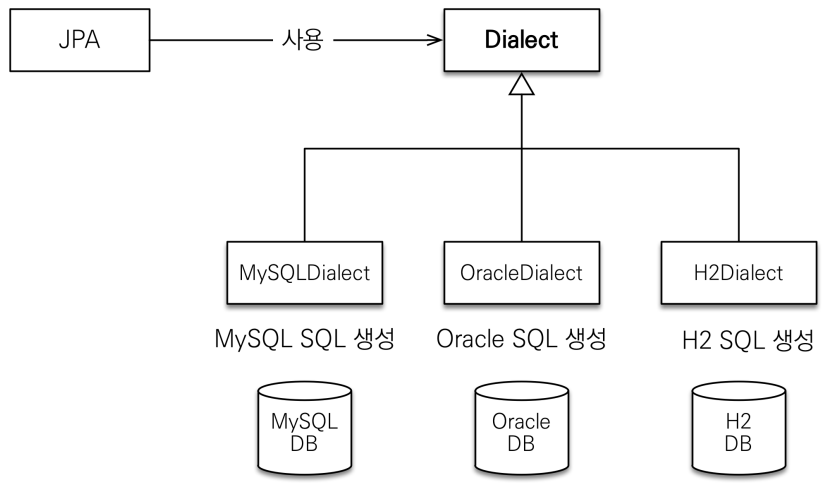 JPA
사용
Dialect
MySQLDialect
OracleDialect
H2Dialect
MySQL SQL 생성
Oracle SQL 생성
H2 SQL 생성
MySQL
DB
Oracle
DB
H2
DB